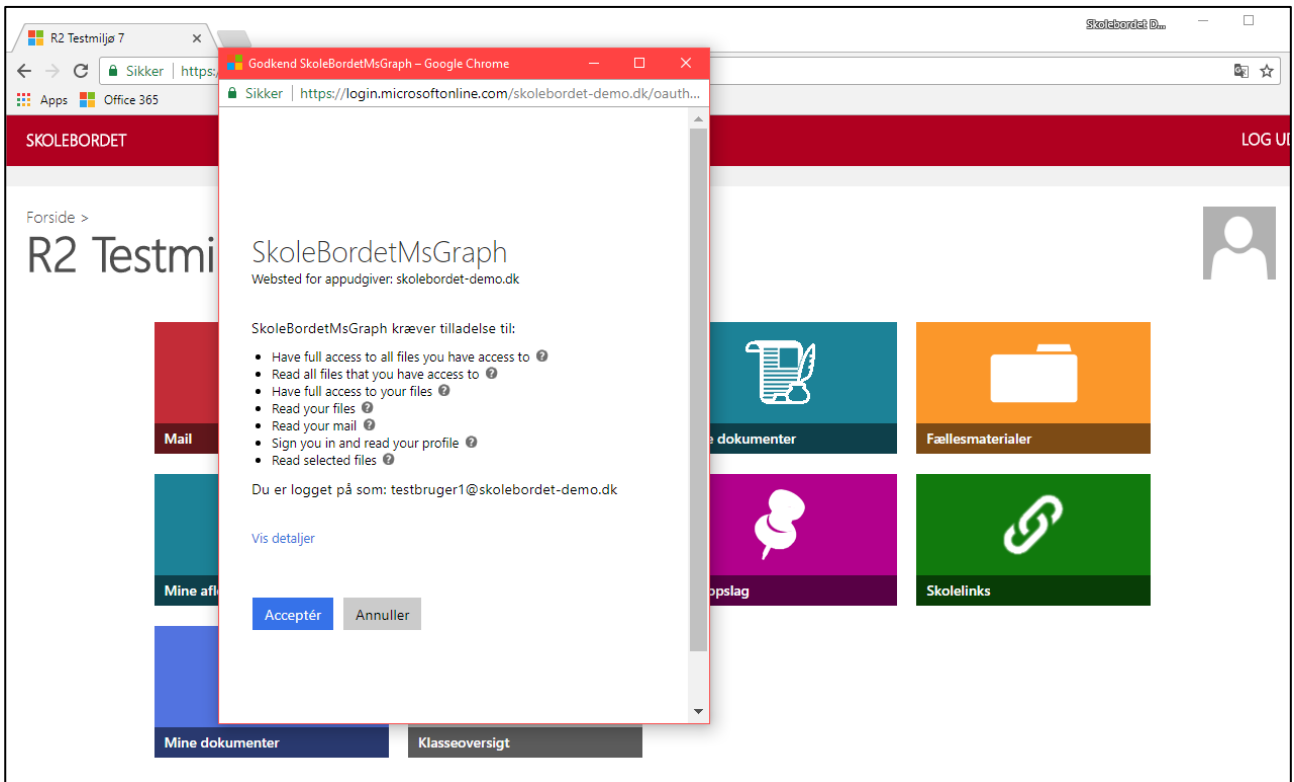 R2 Testmiljø 7
Skolebordet D...
Sikker | https:/
Apps Office 365
SKOLEBORDET
LOG UD
Forside >
R2 Testmi
Godkend SkoleBordetMsGraph – Google Chrome
Sikker | https://login.microsoftonline.com/skolebordet-demo.dk/oauth...
SkoleBordetMsGraph
Websted for appudgiver: skolebordet-demo.dk
SkoleBordetMsGraph kræver tilladelse til:
Have full access to all files you have access to
Read all files that you have access to
Have full access to your files
Read your files
Read your mail
Sign you in and read your profile
Read selected files
Du er logget på som: testbruger1@skolebordet-demo.dk
Vis detaljer
Acceptér Annuller
Mail
e dokumenter
Fællesmaterialer
Mine afl
opslag
Skolelinks
Mine dokumenter
Klasseoversigt